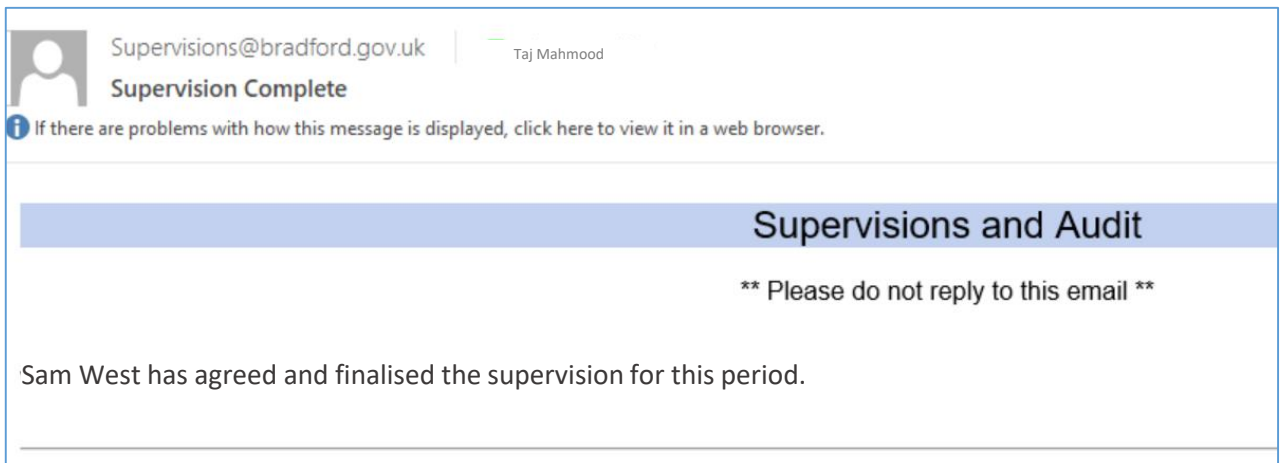 Supervisions@bradford.gov.uk Taj Mahmood
Supervision Complete
If there are problems with how this message is displayed, click here to view it in a web browser.
Supervisions and Audit
** Please do not reply to this email **
Sam West has agreed and finalised the supervision for this period.